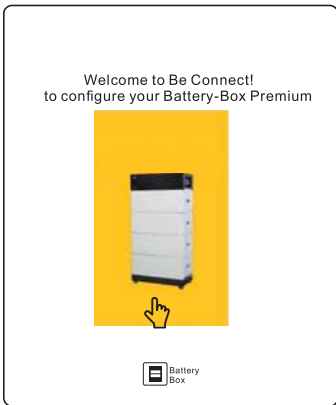 Welcome to Be Connect!
to configure your Battery-Box Premium
Battery
Box